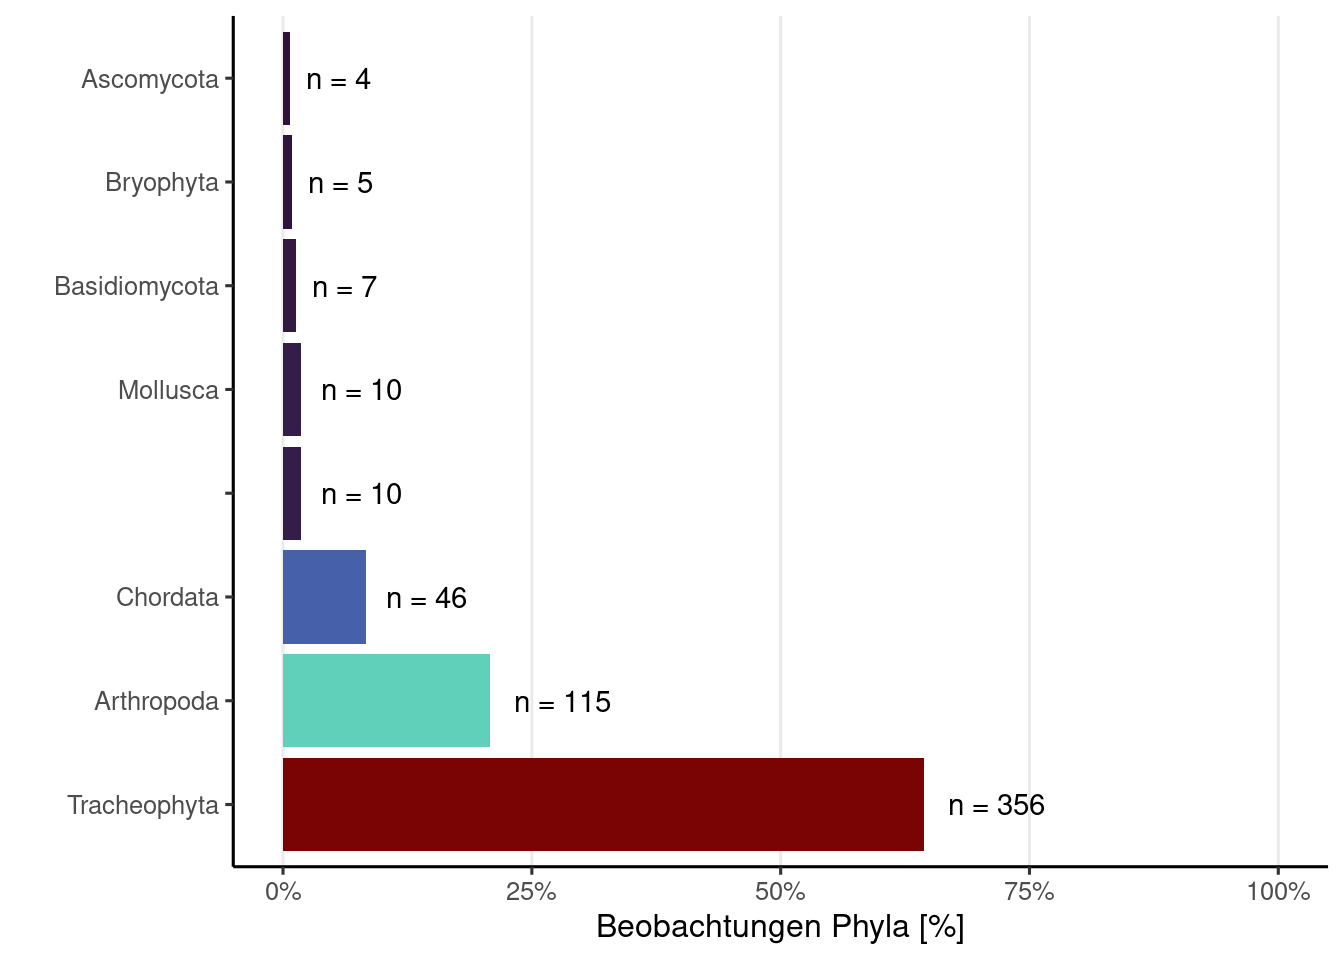 Ascomycota n = 4
Bryophyta n = 5
Basidiomycota n = 7
Mollusca n = 10
n = 10
Chordata n = 46
Arthropoda n = 115
Tracheophyta n = 356
0% 25% 50% 75% 100%
Beobachtungen Phyla [%]